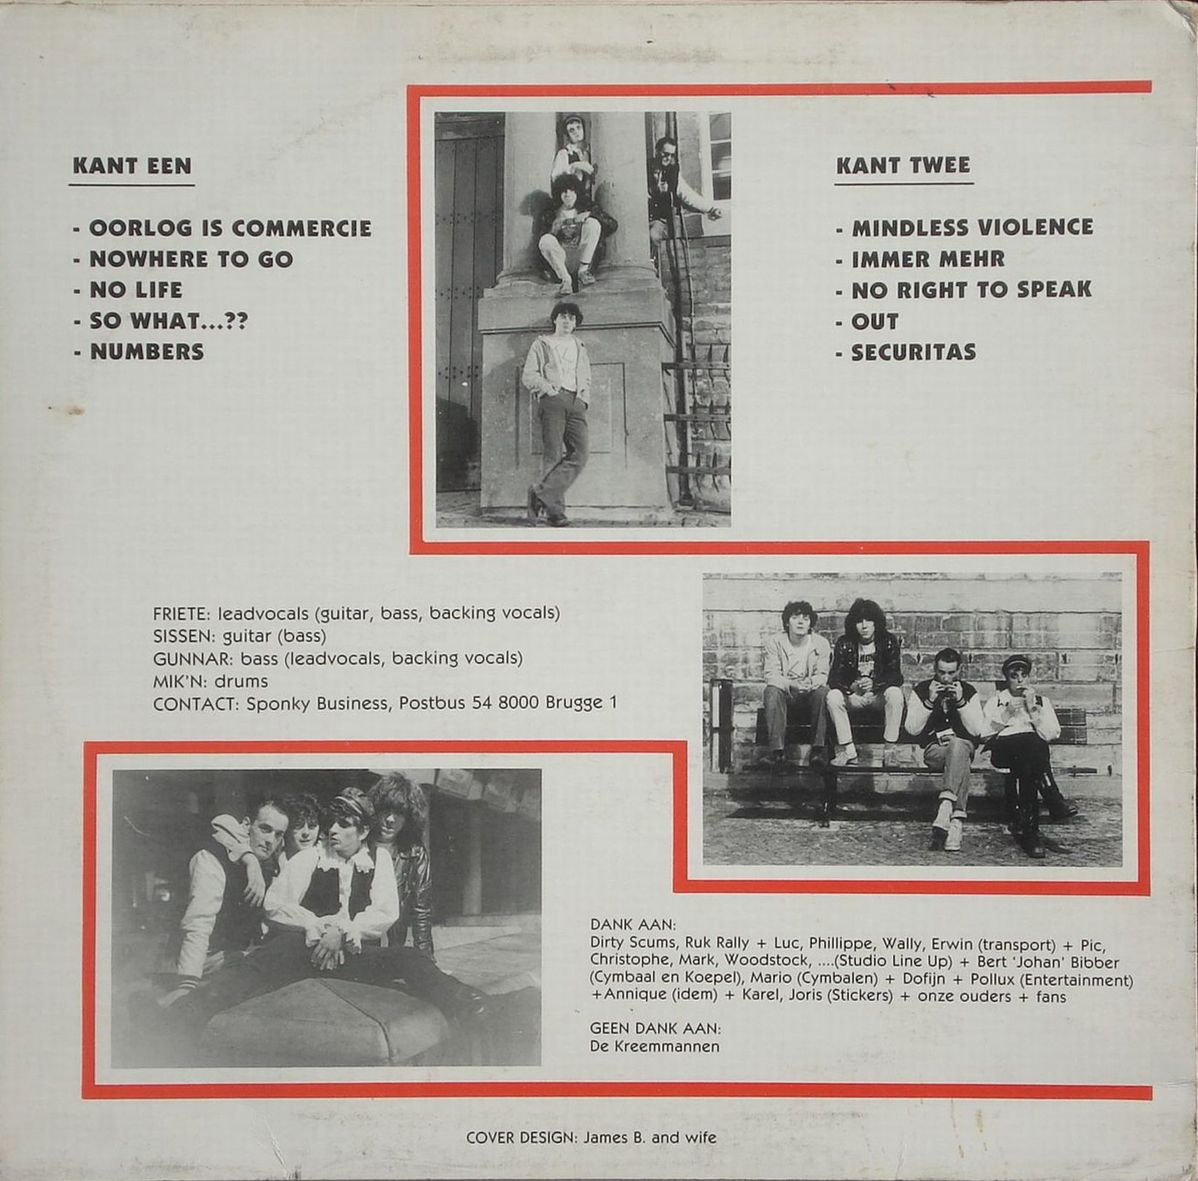 KANT EEN
- OORLOG IS COMMERCIE
- NOWHERE TO GO
- NO LIFE
- SO WHAT...??
- NUMBERS
KANT TWEE
- MINDLESS VIOLENCE
- IMMER MEHR
- NO RIGHT TO SPEAK
- OUT
- SECURITAS
FRIETE: leadvocals (guitar, bass, backing vocals)
SISSEN: guitar (bass)
GUNNAR: bass (leadvocals, backing vocals)
MIK'N: drums
CONTACT: Sponky Business, Postbus 54 8000 Brugge 1
DANK AAN:
Dirty Scums, Ruk Rally + Luc, Phillippe, Wally, Erwin (transport) + Pic,
Christophe, Mark, Woodstock, ....(Studio Line Up) + Bert 'Johan' Bibber
(Cymbaal en Koepel), Mario (Cymbalen) + Dofijn + Pollux (Entertainment)
+Annique (idem) + Karel, Joris (Stickers) + onze ouders + fans
GEEN DANK AAN:
De Kreemmannen
COVER DESIGN: James B. and wife